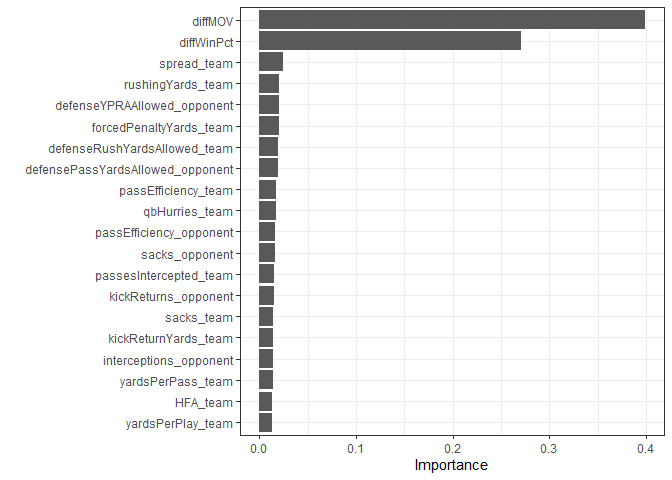 diffMOV
diffWinPct
spread_team
rushingYards_team
defenseYPRAAllowed_opponent
forcedPenaltyYards_team
defenseRushYardsAllowed_team
defensePassYardsAllowed_opponent
passEfficiency_team
qbHurries_team
passEfficiency_opponent
sacks_opponent
passesIntercepted_team
kickReturns_opponent
sacks_team
kickReturnYards_team
interceptions_opponent
yardsPerPass_team
HFA_team
yardsPerPlay_team
0.0 0.1 0.2 0.3 0.4
Importance